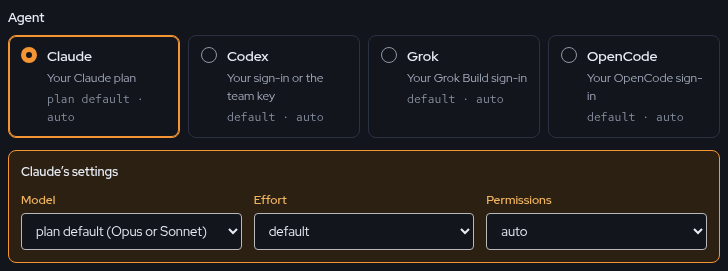 Agent
Claude
Your Claude plan
plan default ·
auto
Codex
Your sign-in or the
team key
default · auto
Grok
Your Grok Build sign-in
default · auto
OpenCode
Your OpenCode sign-
in
default · auto
Claude's settings
Model
plan default (Opus or Sonnet)
Effort
default
Permissions
auto